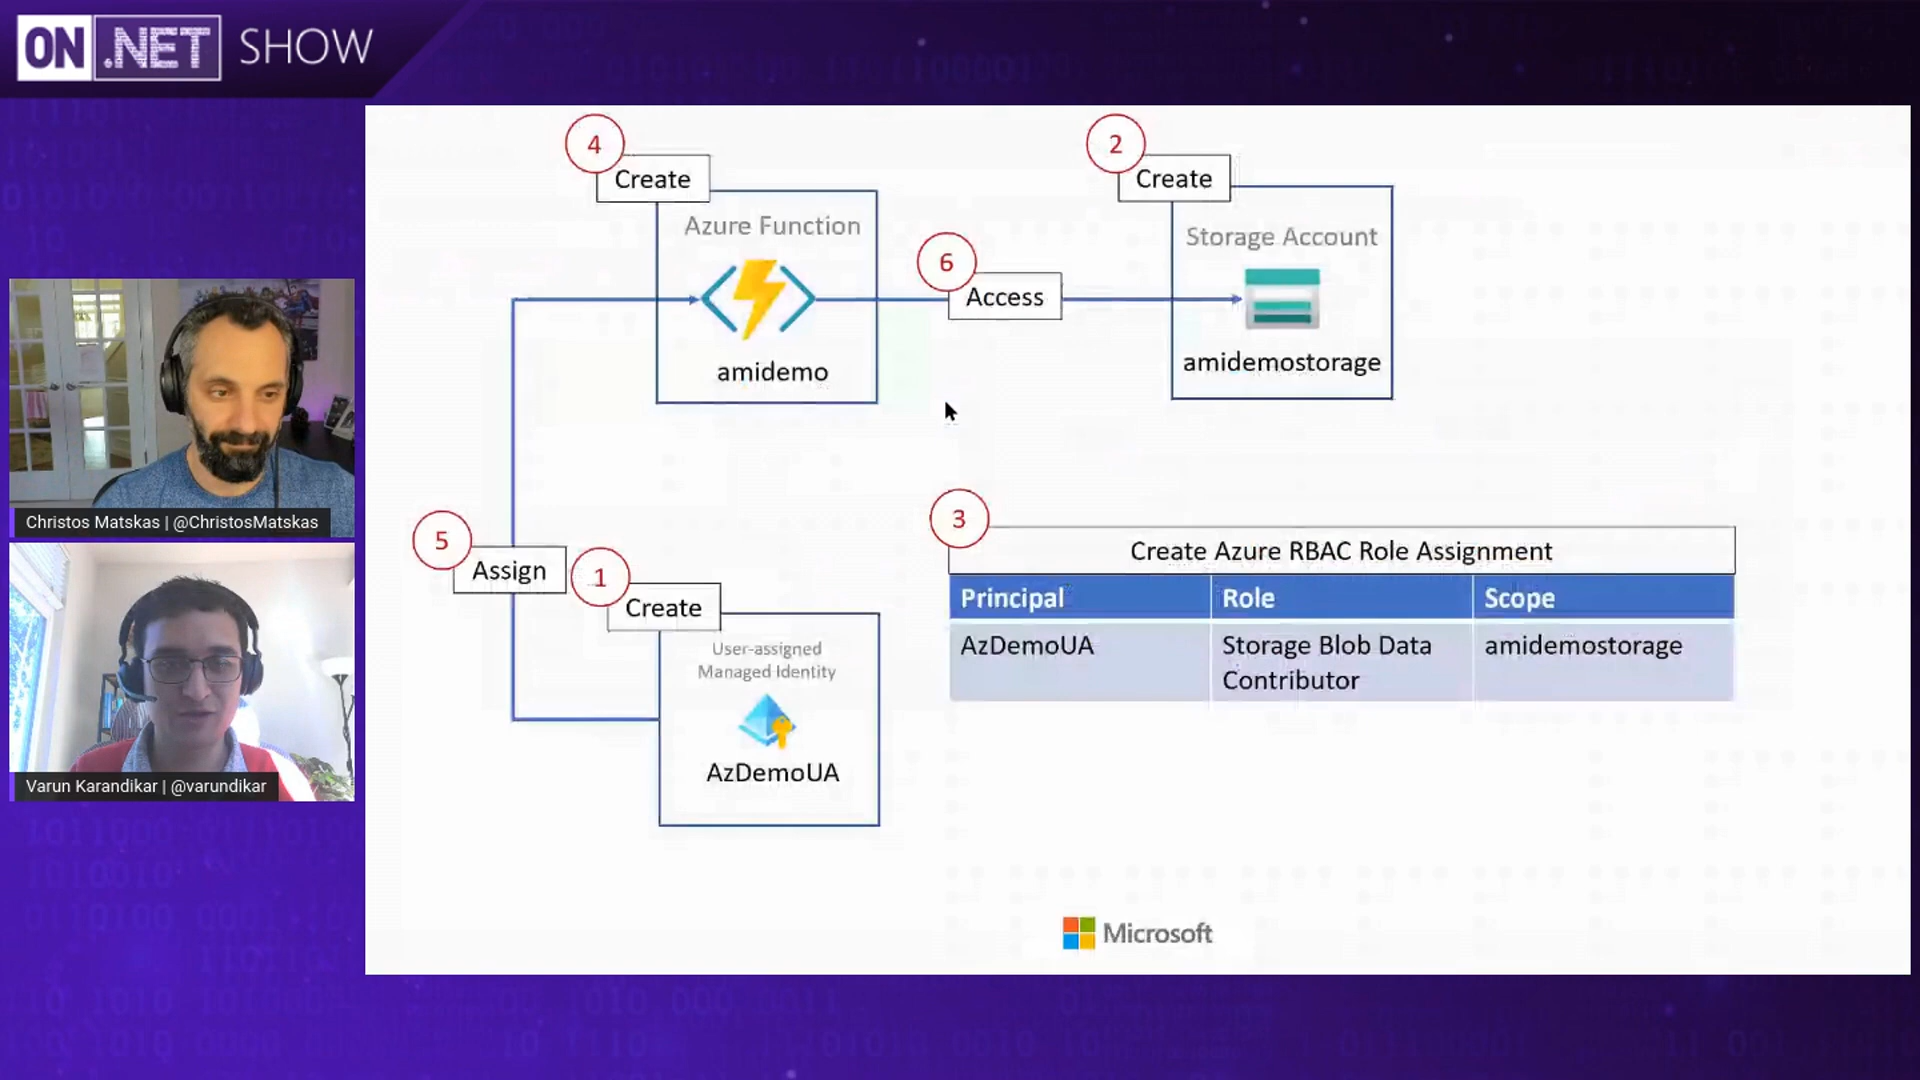 ON .NET SHOW
4
Create
Azure Function
amidemo
6
Access
2
Create
Storage Account
amidemostorage
5
Assign
1
Create
User-assigned
Managed Identity
AzDemoUA
3
Create Azure RBAC Role Assignment
Principal Role Scope
AzDemoUA Storage Blob Data amidemostorage
Contributor
Microsoft
Christos Matskas | @ChristosMatskas
Varun Karandikar | @varundikar